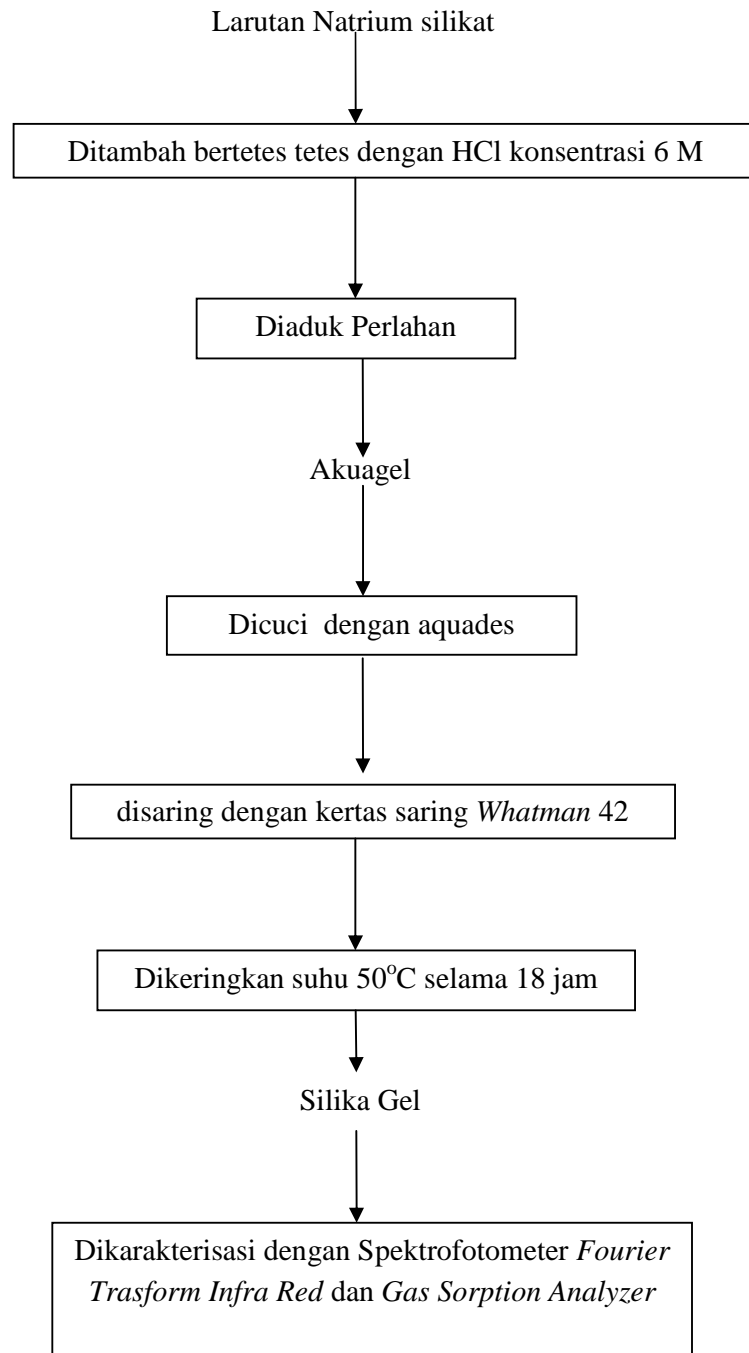 Larutan Natrium silikat
Ditambah bertetes tetes dengan HCl konsentrasi 6 M
Diaduk Perlahan
Akuagel
Dicuci dengan aquades
disaring dengan kertas saring Whatman 42
Dikeringkan suhu 50°C selama 18 jam
Silika Gel
Dikarakterisasi dengan Spektrofotometer Fourier
Trasform Infra Red dan Gas Sorption Analyzer